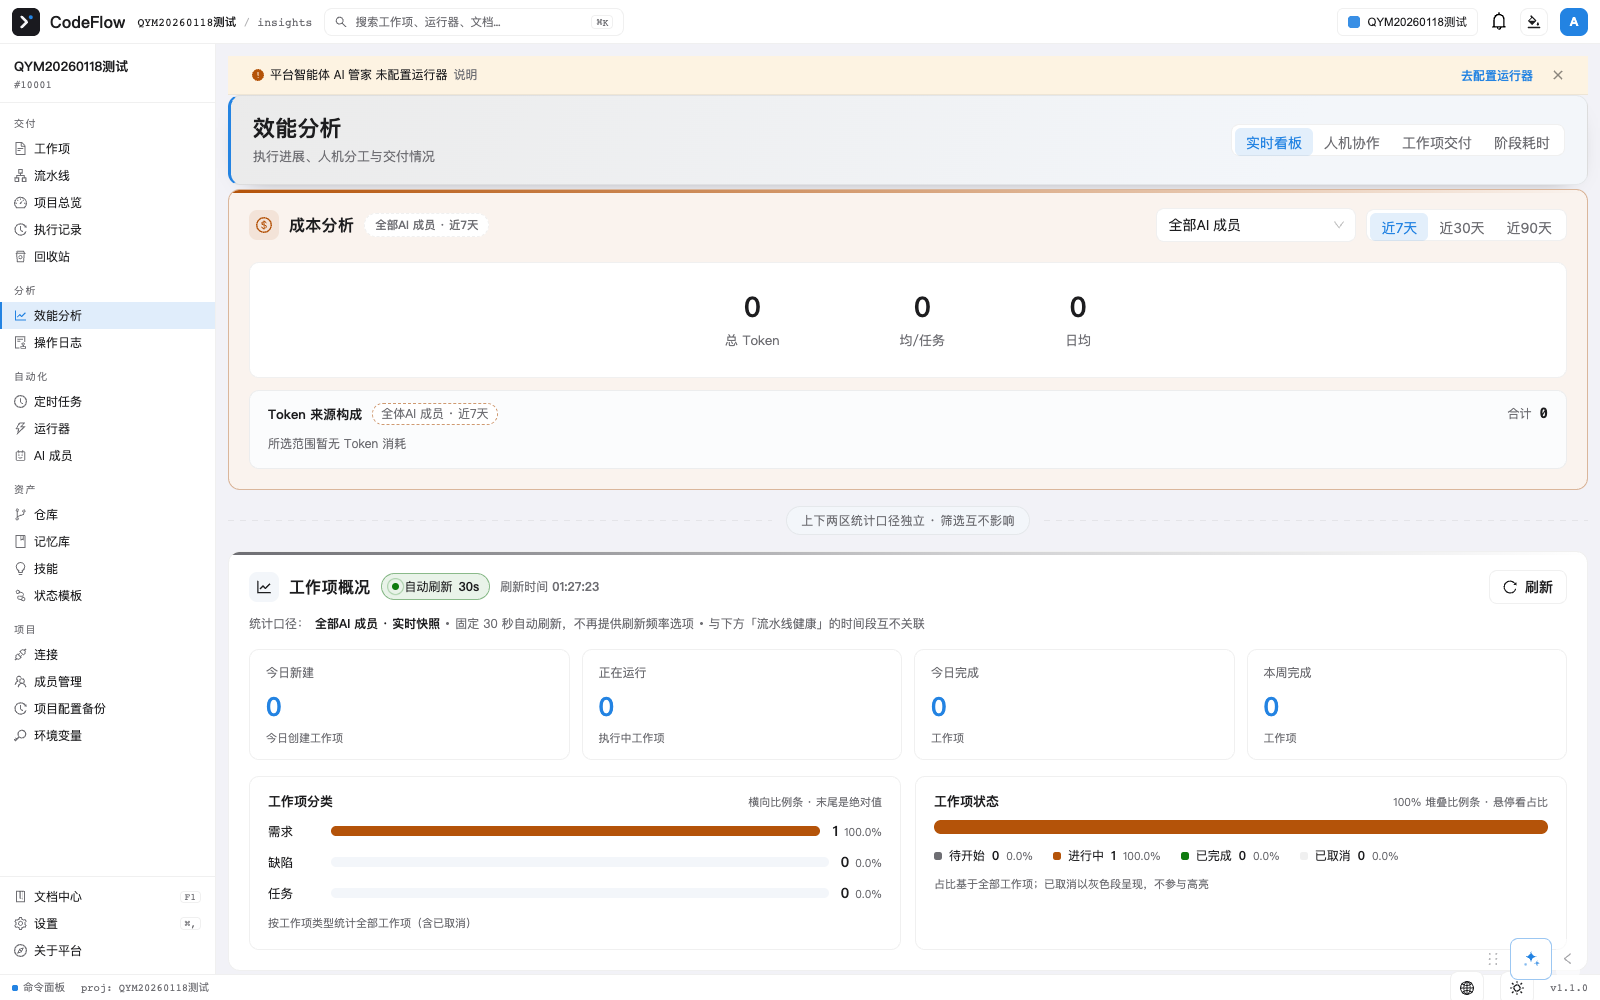 CodeFlow QYM20260118测试 / insights 搜索工作项、运行器、文档… ⌘K QYM20260118测试 A
QYM20260118测试
#10001
交付
工作项
流水线
项目总览
执行记录
回收站
分析
效能分析
操作日志
自动化
定时任务
运行器
AI 成员
资产
仓库
记忆库
技能
状态模板
项目
连接
成员管理
项目配置备份
环境变量
文档中心 F1
设置 ⌘,
关于平台
平台智能体 AI 管家 未配置运行器 说明 去配置运行器
效能分析
执行进展、人机分工与交付情况
实时看板 人机协作 工作项交付 阶段耗时
成本分析 全部AI 成员 · 近7天 全部AI 成员 近7天 近30天 近90天
0 0 0
总 Token 均/任务 日均
Token 来源构成 全体AI 成员 · 近7天 合计 0
所选范围暂无 Token 消耗
上下两区统计口径独立 · 筛选互不影响
工作项概况 自动刷新 30s 刷新时间 01:27:23 刷新
统计口径： 全部AI 成员 · 实时快照 • 固定 30 秒自动刷新，不再提供刷新频率选项 • 与下方「流水线健康」的时间段互不关联
今日新建 正在运行 今日完成 本周完成
0 0 0 0
今日创建工作项 执行中工作项 工作项 工作项
工作项分类 横向比例条 · 末尾是绝对值
需求 1 100.0%
缺陷 0 0.0%
任务 0 0.0%
按工作项类型统计全部工作项（含已取消）
工作项状态 100% 堆叠比例条 · 悬停看占比
待开始 0 0.0% 进行中 1 100.0% 已完成 0 0.0% 已取消 0 0.0%
占比基于全部工作项；已取消以灰色段呈现，不参与高亮
命令面板 proj: QYM20260118测试 v1.1.0